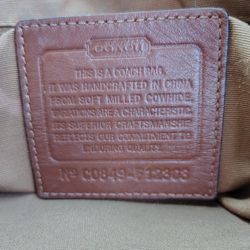 COACH
THIS IS A COACH BAG.
IT WAS HANDCRAFTED IN CHINA
FROM SOFT MILLED COWHIDE.
VARIATIONS ARE A CHARACTERISTIC
ITS SUPERIOR CRAFTSMANSHIP
REFLECTS OUR COMMITMENT TO
ENDURING QUALITY.
Nº C0849-F12303